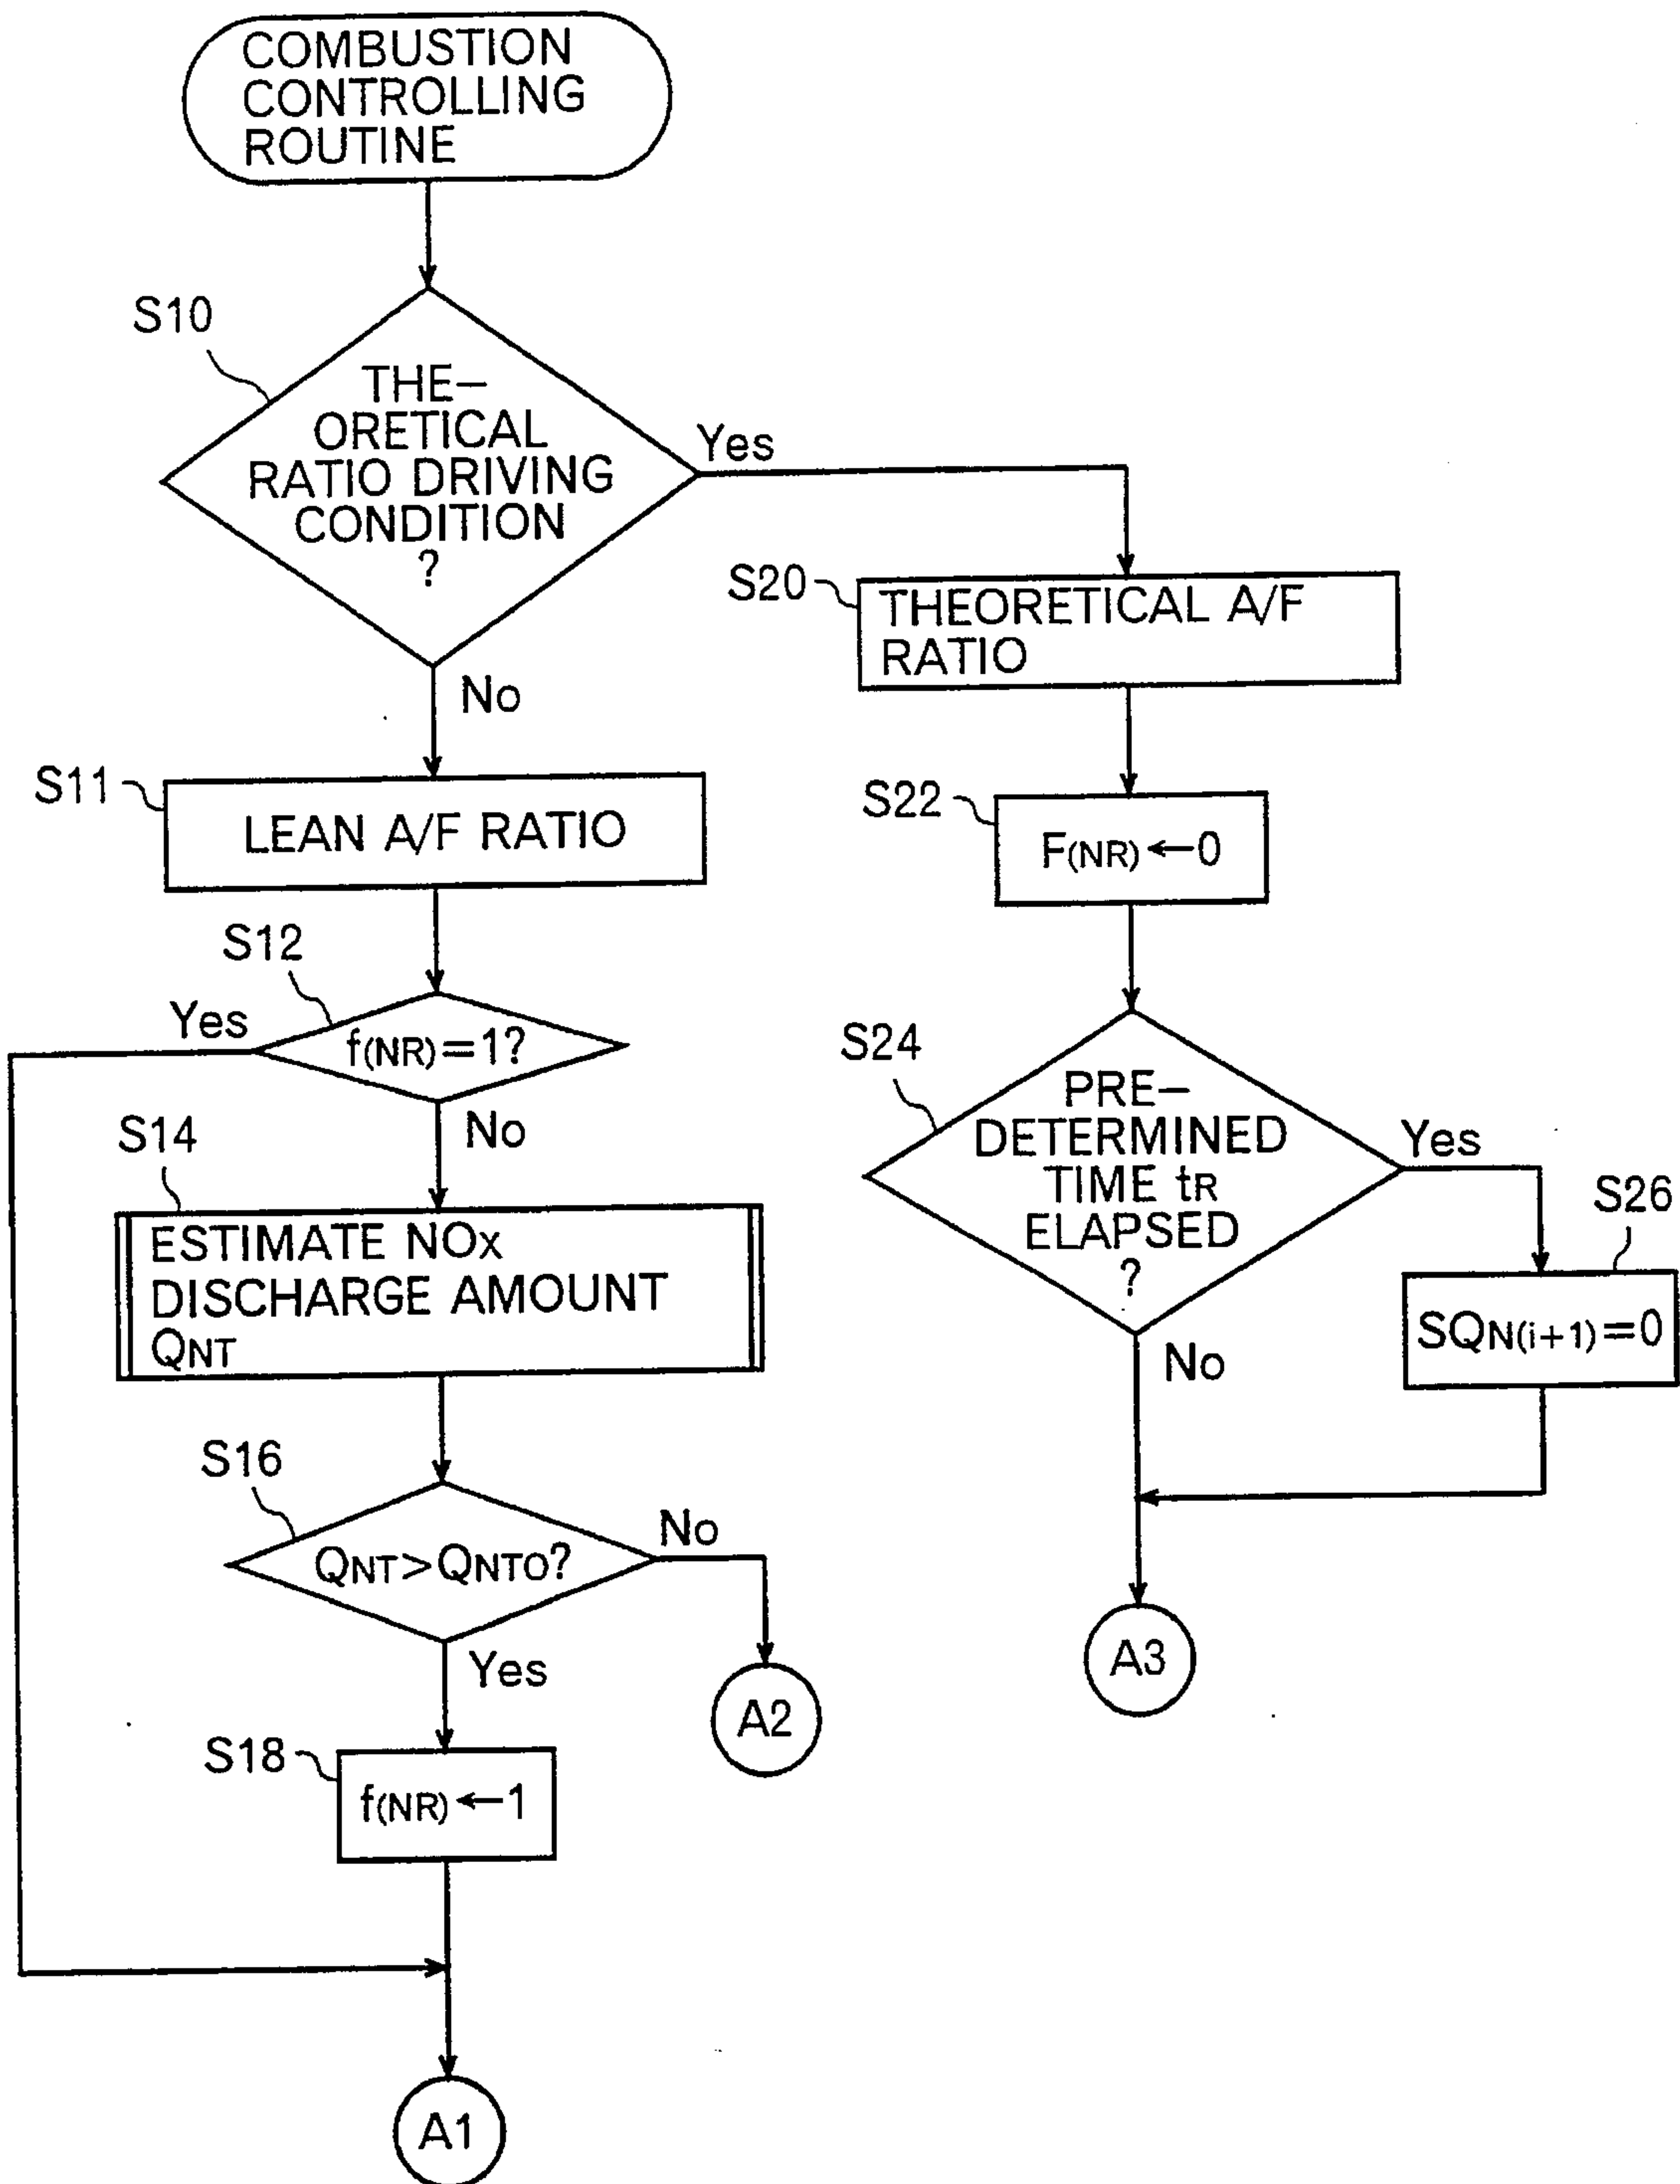 COMBUSTION
CONTROLLING
ROUTINE
S10
THE-
ORETICAL
RATIO DRIVING
CONDITION
?
Yes
No
S20
THEORETICAL A/F
RATIO
S11
LEAN A/F RATIO
S22
F(NR)←0
S12
Yes
f(NR)=1?
No
S24
PRE-
DETERMINED
TIME tR
ELAPSED
?
Yes
No
S26
SQN(i+1)=0
S14
ESTIMATE NOx
DISCHARGE AMOUNT
QNT
S16
QNT>QNTO?
No
Yes
A2
A3
S18
f(NR)←1
A1